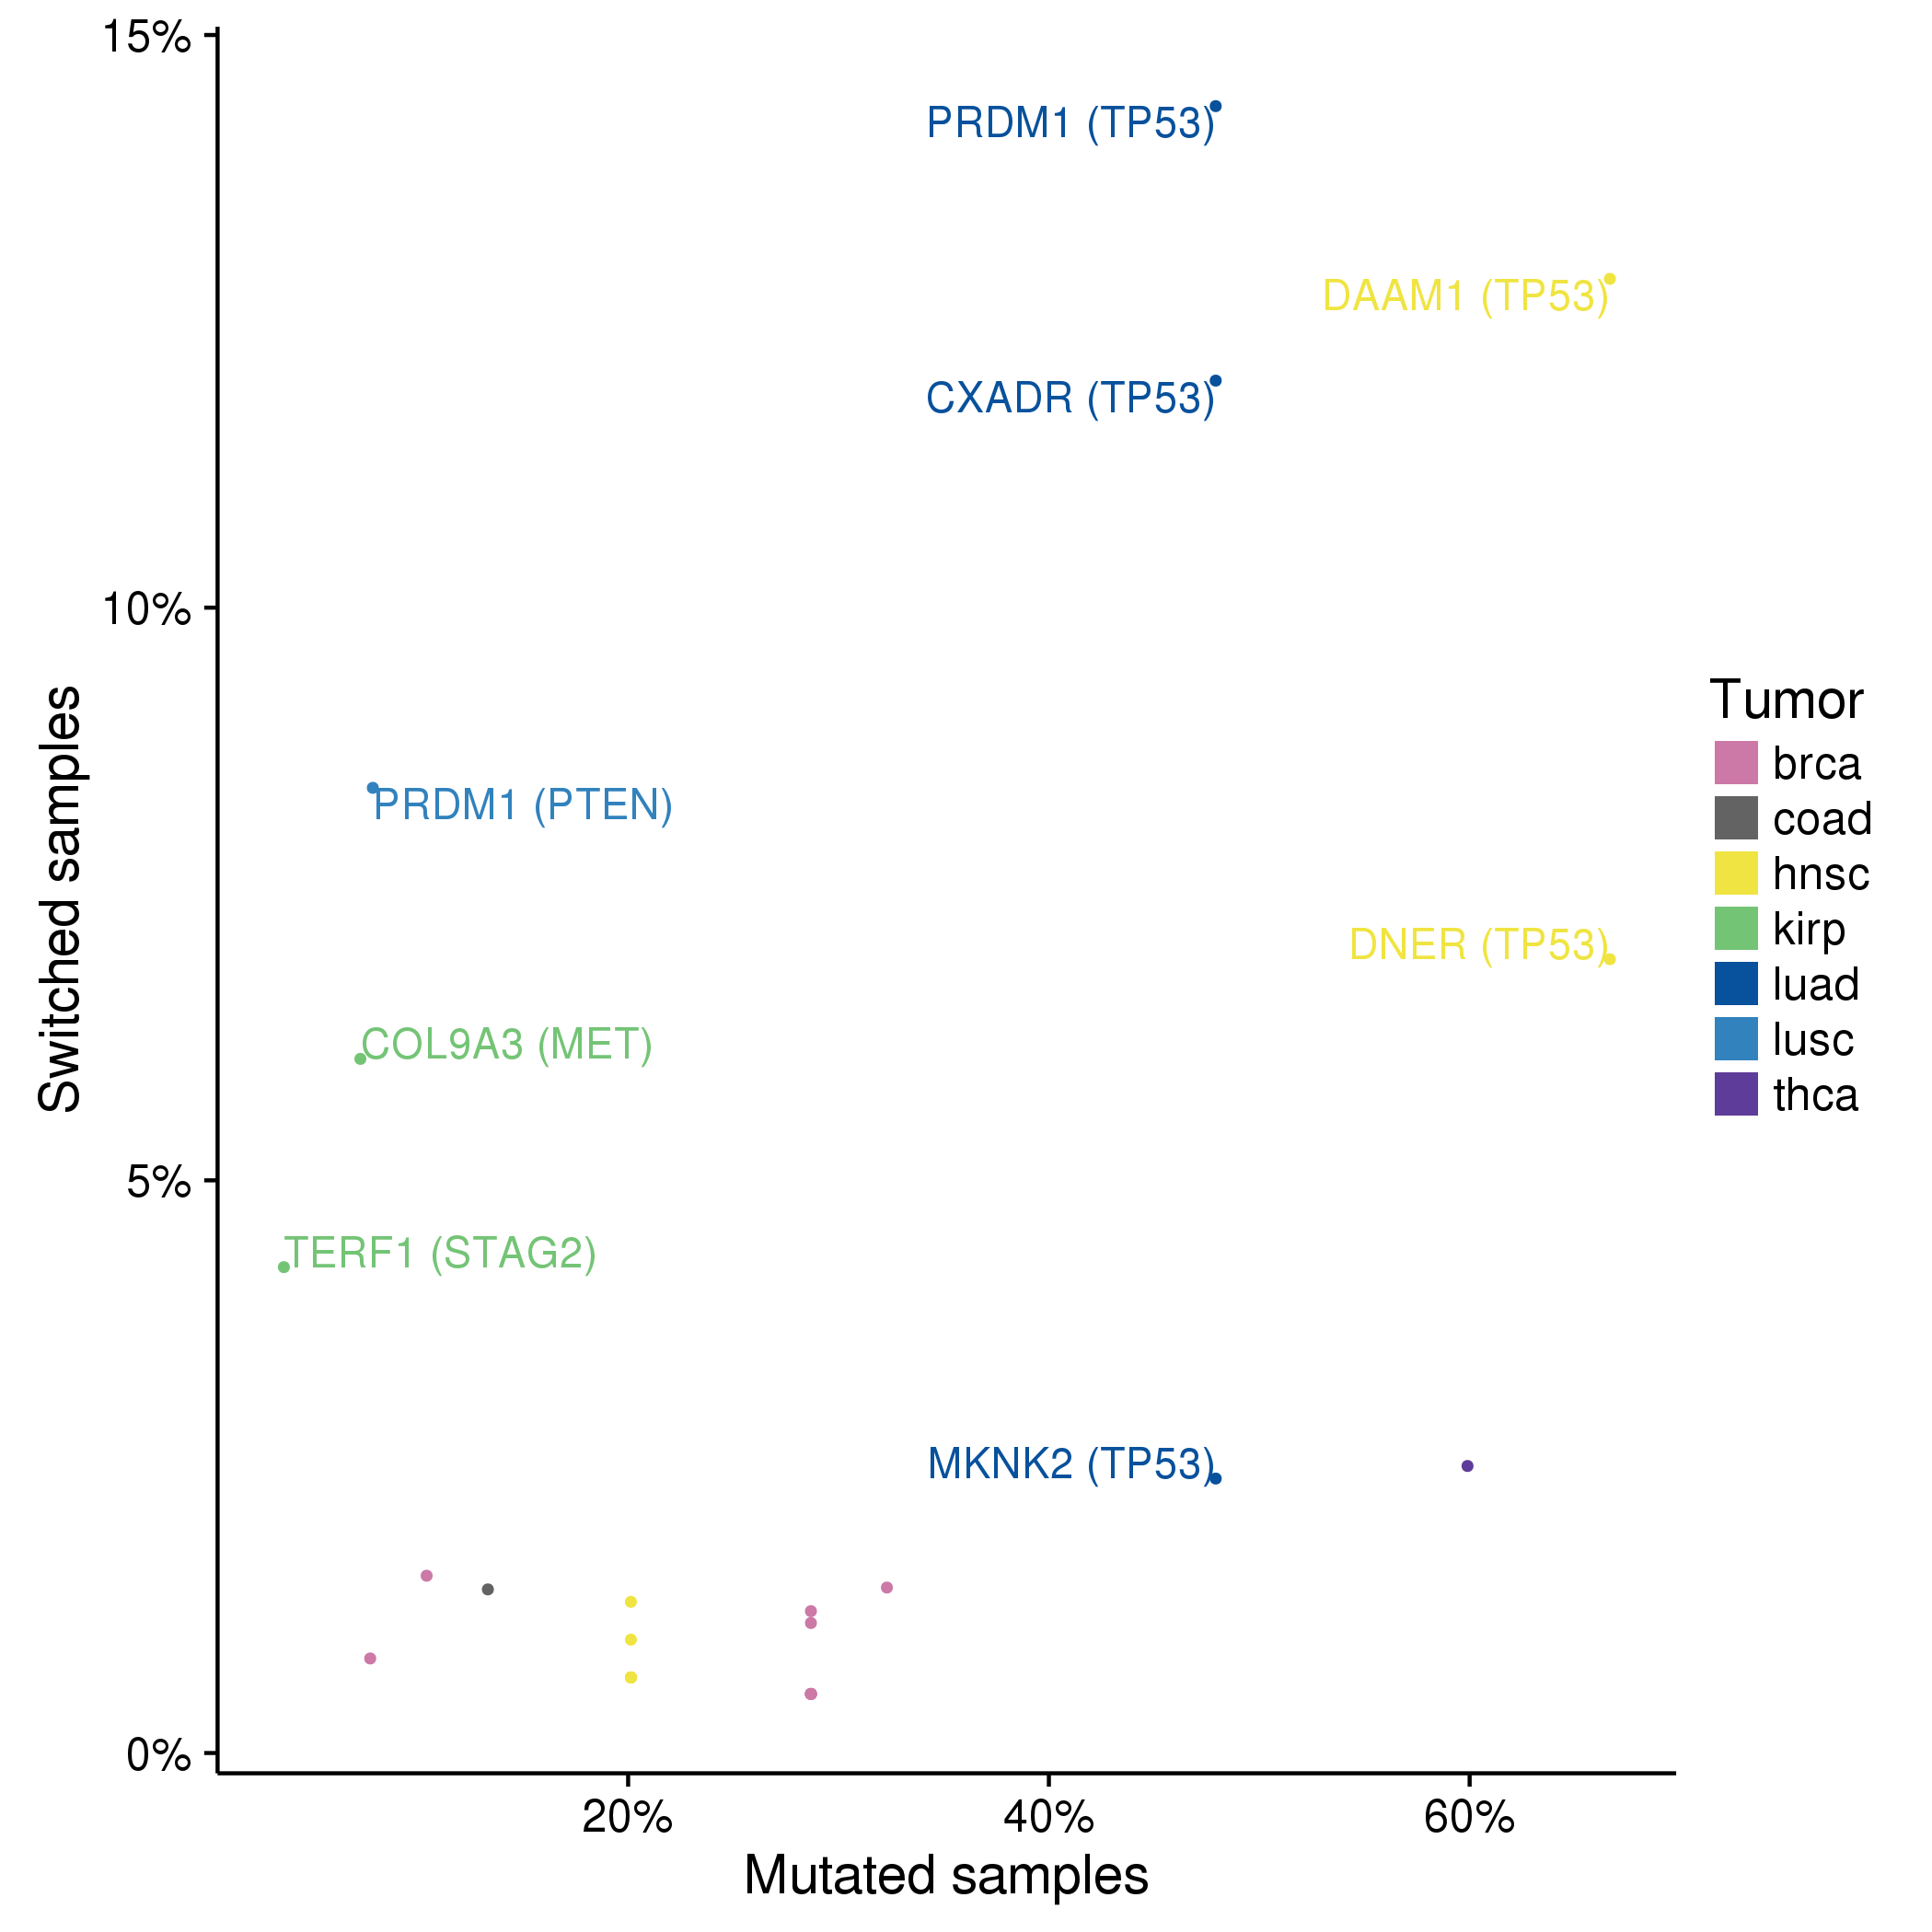 15%
PRDM1 (TP53)
DAAM1 (TP53)
CXADR (TP53)
10%
PRDM1 (PTEN)
DNER (TP53)
COL9A3 (MET)
5%
TERF1 (STAG2)
MKNK2 (TP53)
0%
20%
40%
60%
Mutated samples
Switched samples
Tumor
brca
coad
hnsc
kirp
luad
lusc
thca